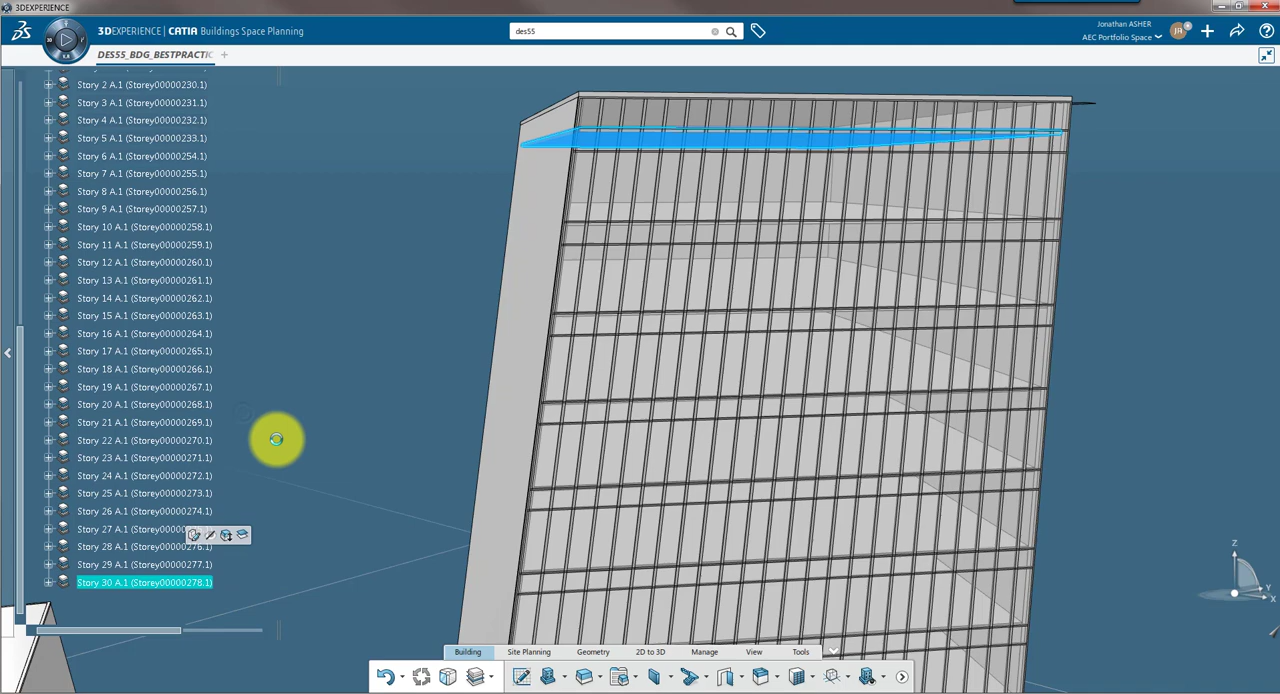 3DEXPERIENCE
3DEXPERIENCE | CATIA Buildings Space Planning
des55
Jonathan ASHER
AEC Portfolio Space
JA
DES55_BDG_BESTPRACTIC
Story 2 A.1 (Storey00000230.1)
Story 3 A.1 (Storey00000231.1)
Story 4 A.1 (Storey00000232.1)
Story 5 A.1 (Storey00000233.1)
Story 6 A.1 (Storey00000254.1)
Story 7 A.1 (Storey00000255.1)
Story 8 A.1 (Storey00000256.1)
Story 9 A.1 (Storey00000257.1)
Story 10 A.1 (Storey00000258.1)
Story 11 A.1 (Storey00000259.1)
Story 12 A.1 (Storey00000260.1)
Story 13 A.1 (Storey00000261.1)
Story 14 A.1 (Storey00000262.1)
Story 15 A.1 (Storey00000263.1)
Story 16 A.1 (Storey00000264.1)
Story 17 A.1 (Storey00000265.1)
Story 18 A.1 (Storey00000266.1)
Story 19 A.1 (Storey00000267.1)
Story 20 A.1 (Storey00000268.1)
Story 21 A.1 (Storey00000269.1)
Story 22 A.1 (Storey00000270.1)
Story 23 A.1 (Storey00000271.1)
Story 24 A.1 (Storey00000272.1)
Story 25 A.1 (Storey00000273.1)
Story 26 A.1 (Storey00000274.1)
Story 27 A.1 (Storey00000
Story 28 A.1 (Storey00000276.1)
Story 29 A.1 (Storey00000277.1)
Story 30 A.1 (Storey00000278.1)
Z
Y
X
Building Site Planning Geometry 2D to 3D Manage View Tools